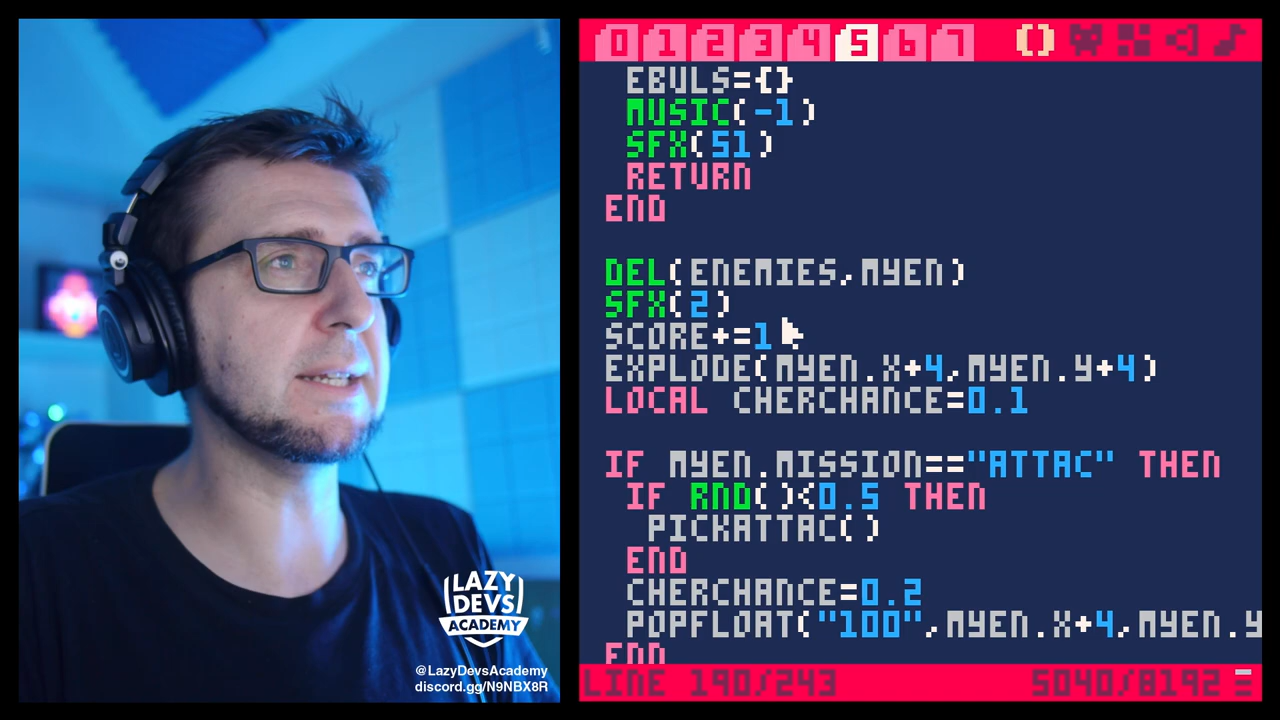 LAZY
DEVS
ACADEMY
@LazyDevsAcademy
discord.gg/N9NBX8R
0 1 2 3 4 5 6 7 ()
EBULS={}
MUSIC(-1)
SFX(51)
RETURN
END
DEL(ENEMIES,MYEN)
SFX(2)
SCORE+=1
EXPLODE(MYEN.X+4,MYEN.Y+4)
LOCAL CHERCHANCE=0.1
IF MYEN.MISSION=="ATTAC" THEN
IF RND()<0.5 THEN
PICKATTAC()
END
CHERCHANCE=0.2
POPFLOAT("100",MYEN.X+4,MYEN.Y
END
LINE 190/243
5040/8192